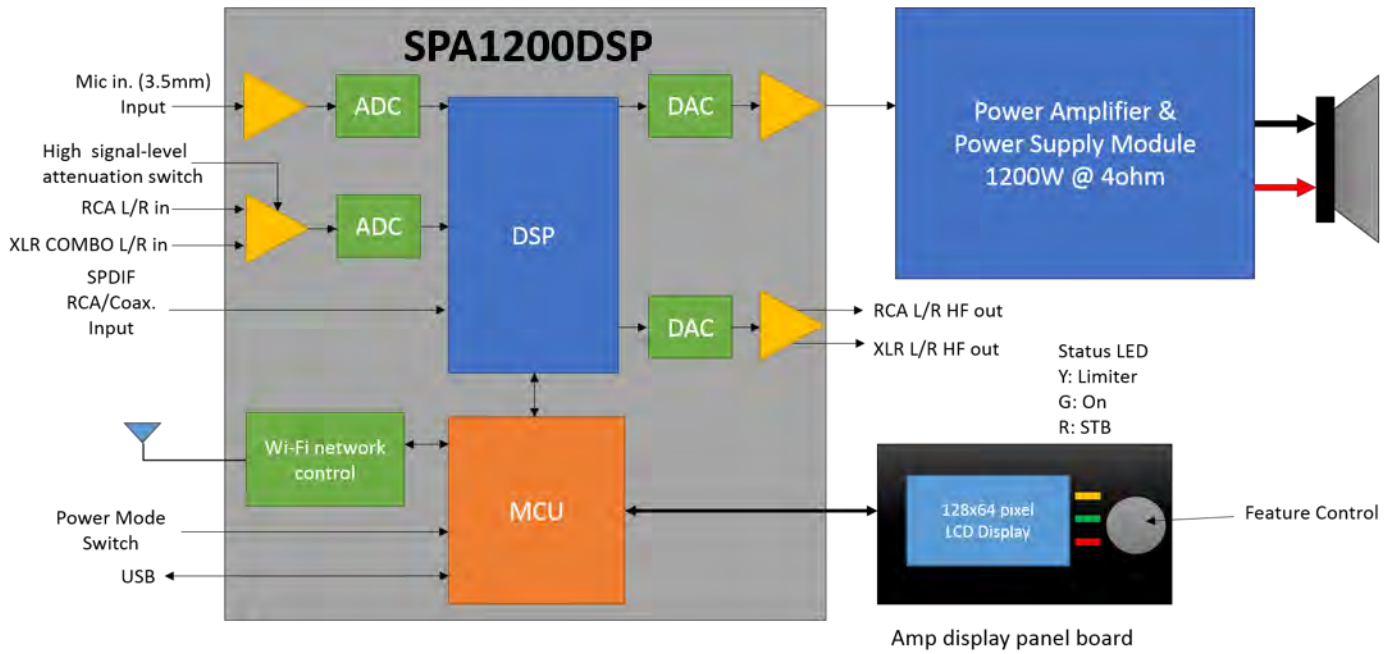 SPA1200DSP
Mic in. (3.5mm)
Input
ADC
DAC
Power Amplifier &
Power Supply Module
1200W @ 4ohm
High  signal-level
attenuation switch
RCA L/R in
XLR COMBO L/R in
ADC
DSP
SPDIF
RCA/Coax.
Input
DAC
RCA L/R HF out
XLR L/R HF out
Status LED
Y: Limiter
G: On
R: STB
Wi-Fi network
control
MCU
Power Mode
Switch
USB
128x64 pixel
LCD Display
Feature Control
Amp display panel board